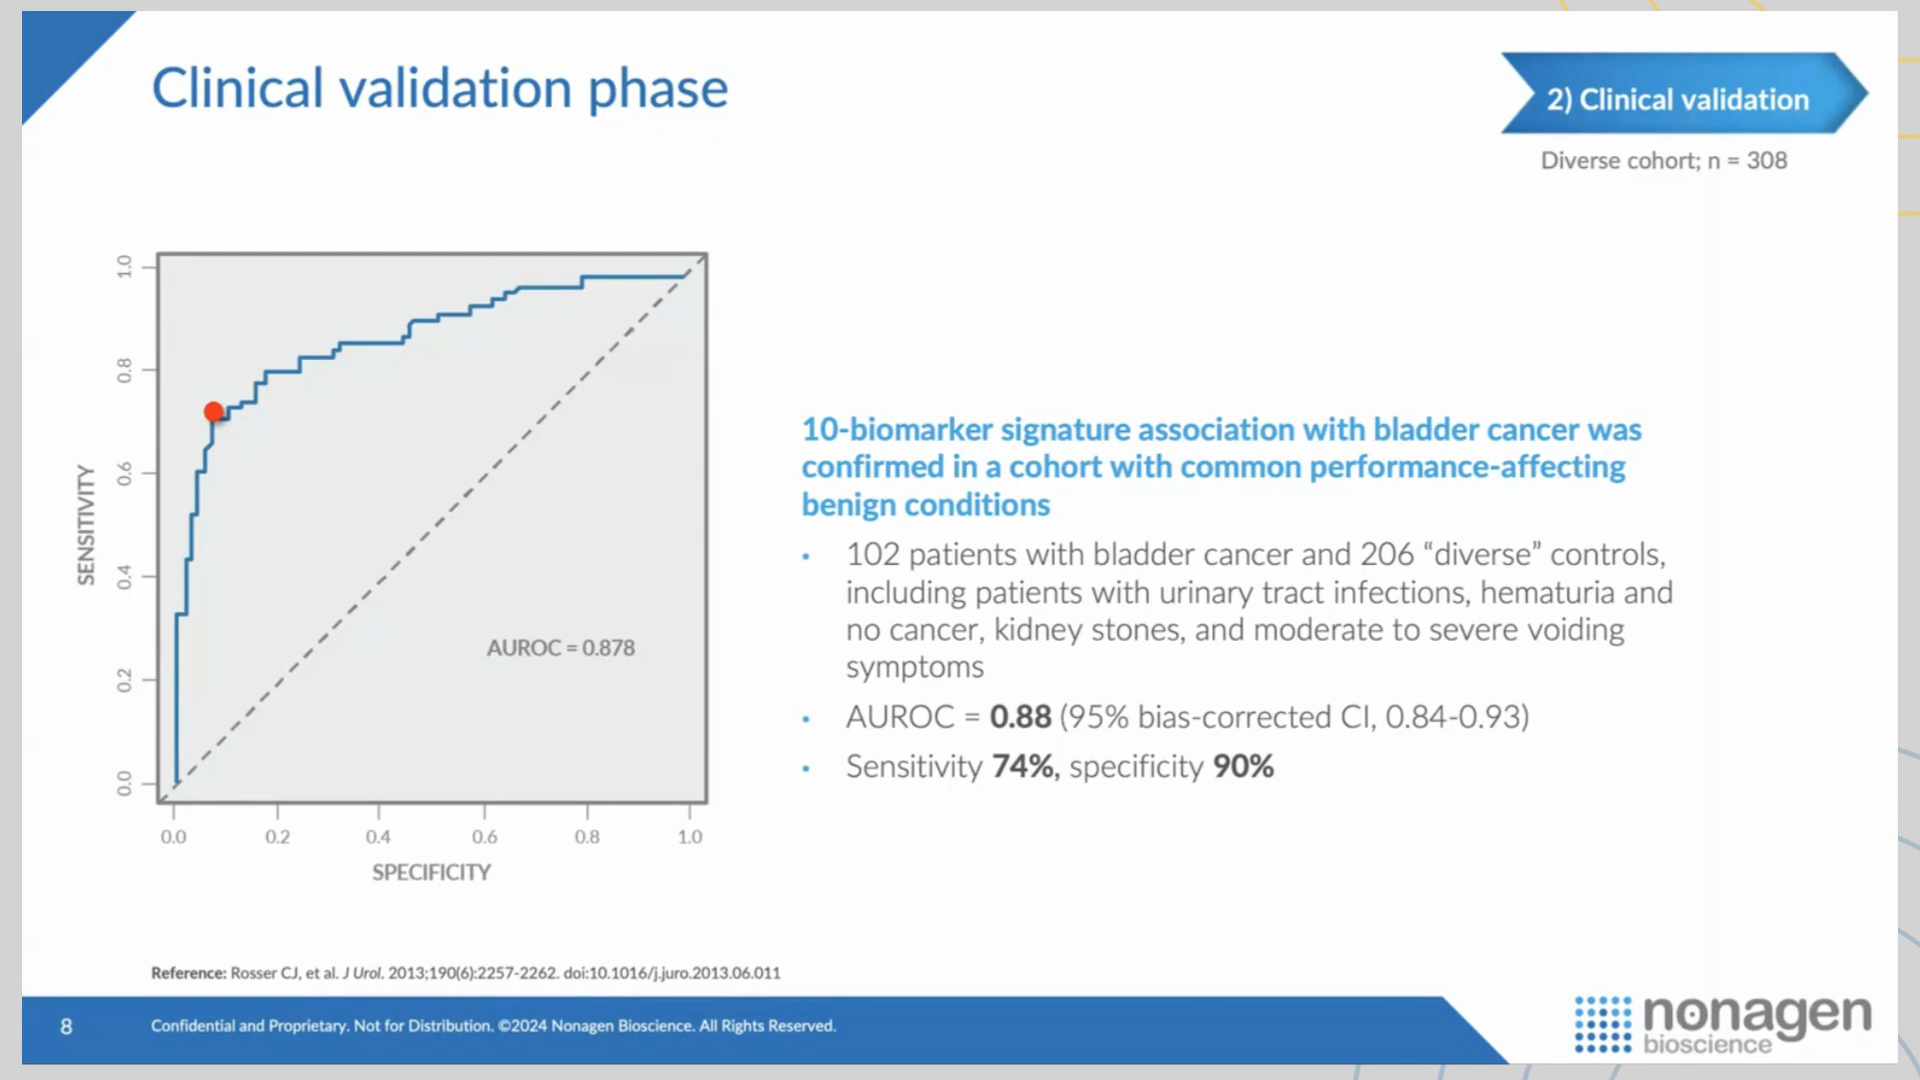 Clinical validation phase
2) Clinical validation
Diverse cohort; n = 308
1.0
0.8
0.6
0.4
0.2
0.0
SENSITIVITY
AUROC = 0.878
0.0 0.2 0.4 0.6 0.8 1.0
SPECIFICITY
10-biomarker signature association with bladder cancer was
confirmed in a cohort with common performance-affecting
benign conditions
• 102 patients with bladder cancer and 206 “diverse” controls,
including patients with urinary tract infections, hematuria and
no cancer, kidney stones, and moderate to severe voiding
symptoms
• AUROC = 0.88 (95% bias-corrected CI, 0.84-0.93)
• Sensitivity 74%, specificity 90%
Reference: Rosser CJ, et al. J Urol. 2013;190(6):2257-2262. doi:10.1016/j.juro.2013.06.011
8
Confidential and Proprietary. Not for Distribution. ©2024 Nonagen Bioscience. All Rights Reserved.
nonagen
bioscience